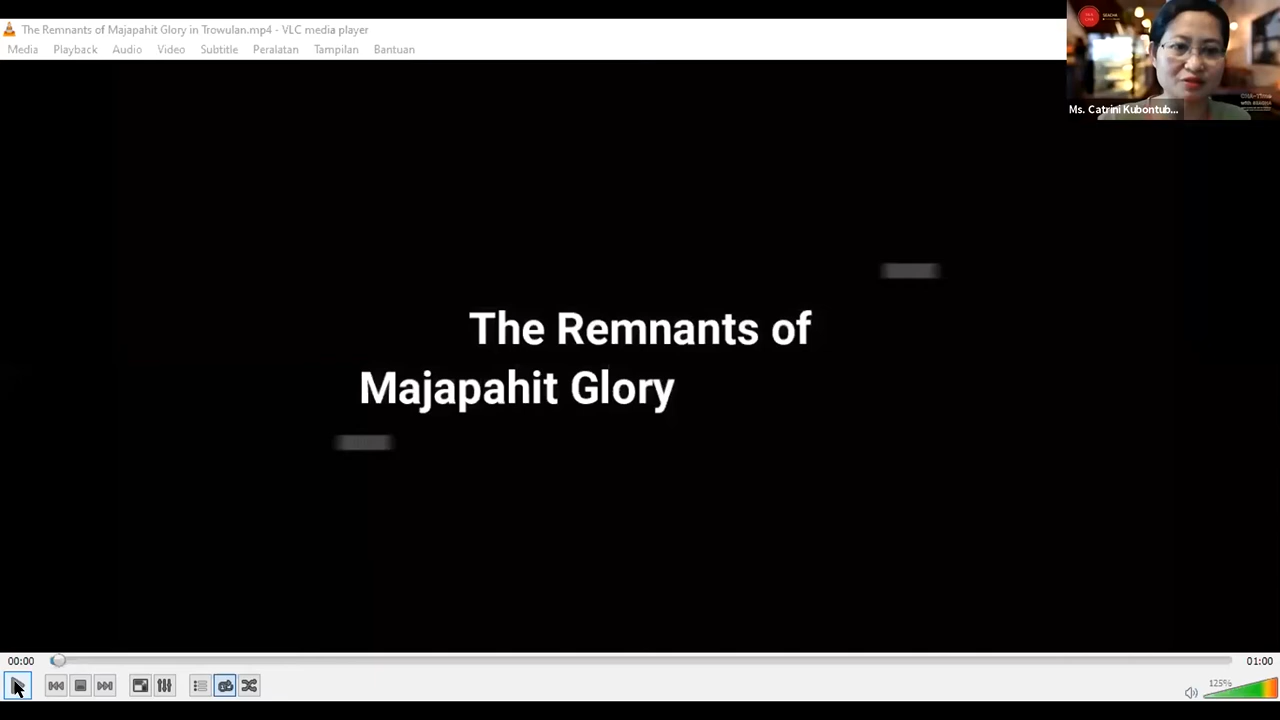 The Remnants of Majapahit Glory in Trowulan.mp4 - VLC media player
Media Playback Audio Video Subtitle Peralatan Tampilan Bantuan
Ms. Catrini Kubontub...
The Remnants of
Majapahit Glory
00:00
01:00
125%